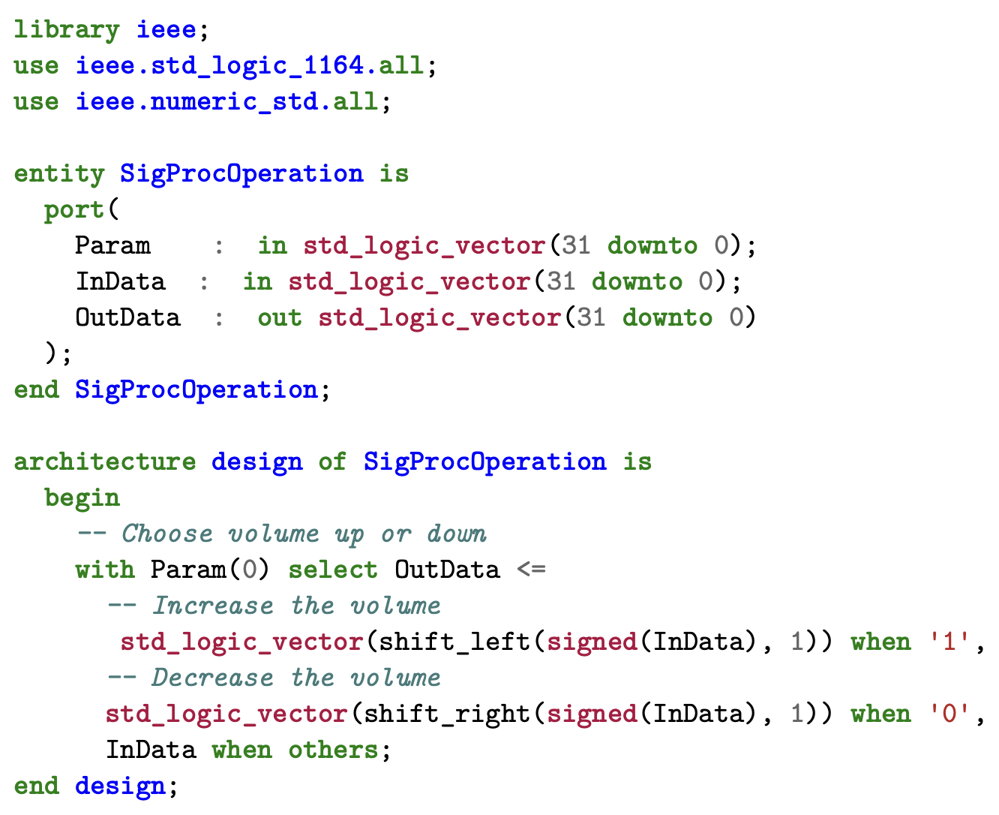 library ieee;
use ieee.std_logic_1164.all;
use ieee.numeric_std.all;

entity SigProcOperation is
  port(
    Param    :  in std_logic_vector(31 downto 0);
    InData  :  in std_logic_vector(31 downto 0);
    OutData  :  out std_logic_vector(31 downto 0)
  );
end SigProcOperation;

architecture design of SigProcOperation is
  begin
    -- Choose volume up or down
    with Param(0) select OutData <=
      -- Increase the volume
       std_logic_vector(shift_left(signed(InData), 1)) when '1',
      -- Decrease the volume
      std_logic_vector(shift_right(signed(InData), 1)) when '0',
      InData when others;
end design;